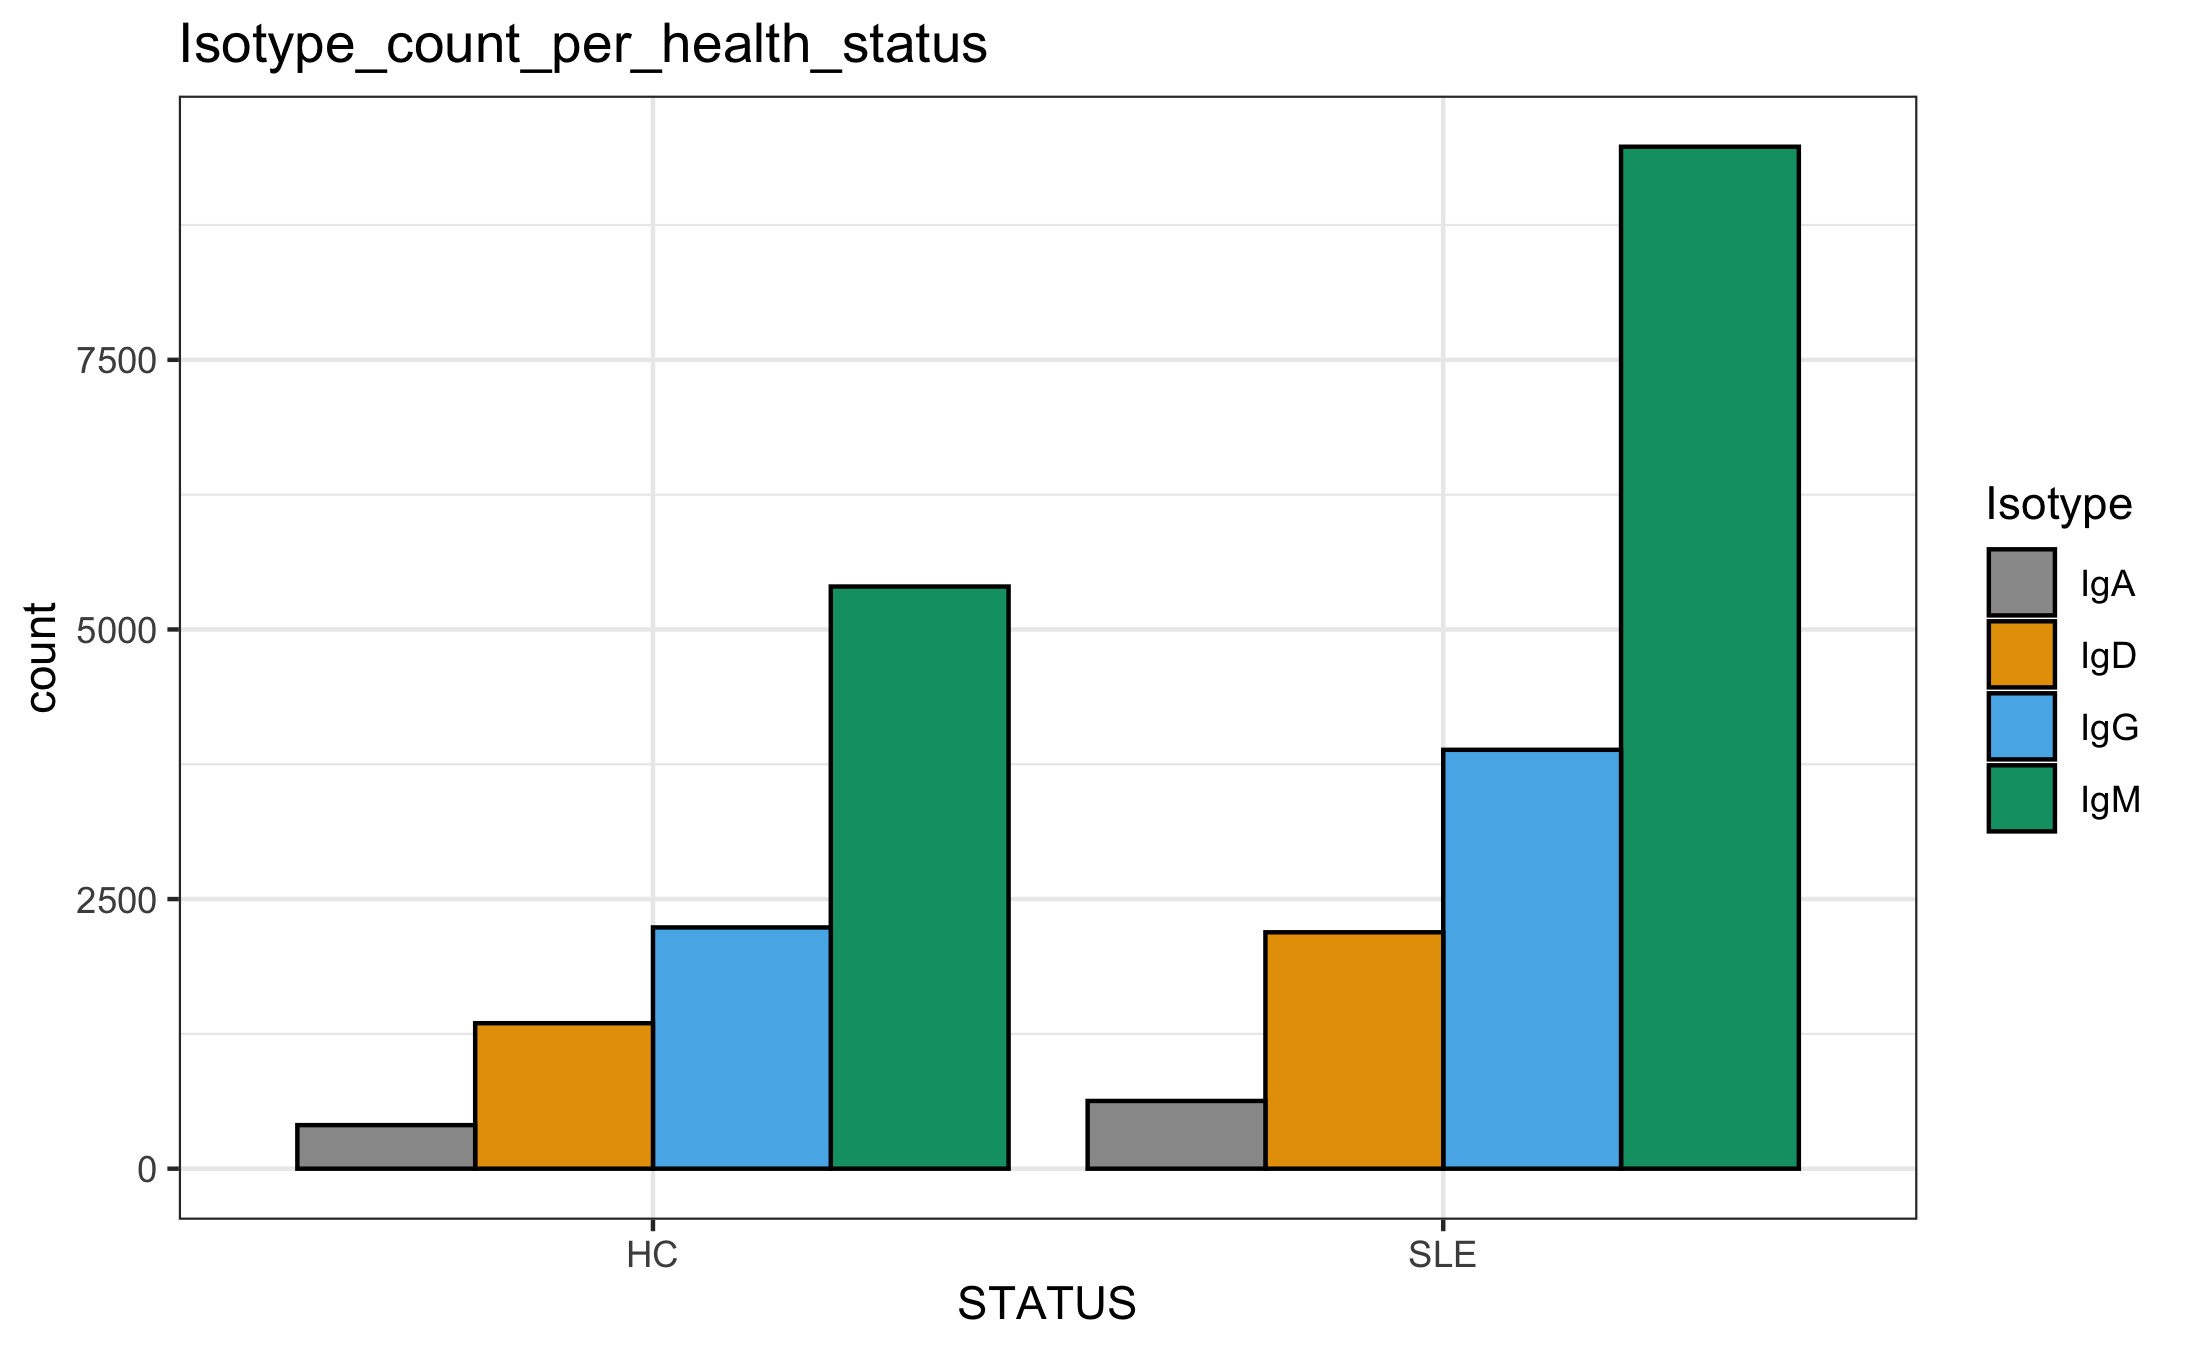 Isotype_count_per_health_status
count
7500
5000
2500
0
HC
SLE
STATUS
Isotype
IgA
IgD
IgG
IgM